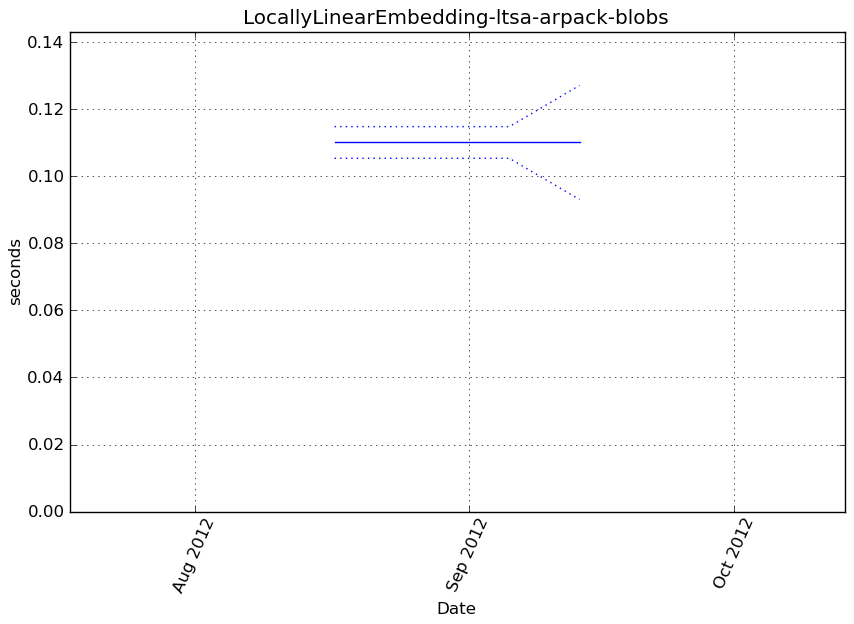 LocallyLinearEmbedding-ltsa-arpack-blobs
0.14
0.12
0.10
0.08
0.06
0.04
0.02
0.00
seconds
Aug 2012
Sep 2012
Oct 2012
Date